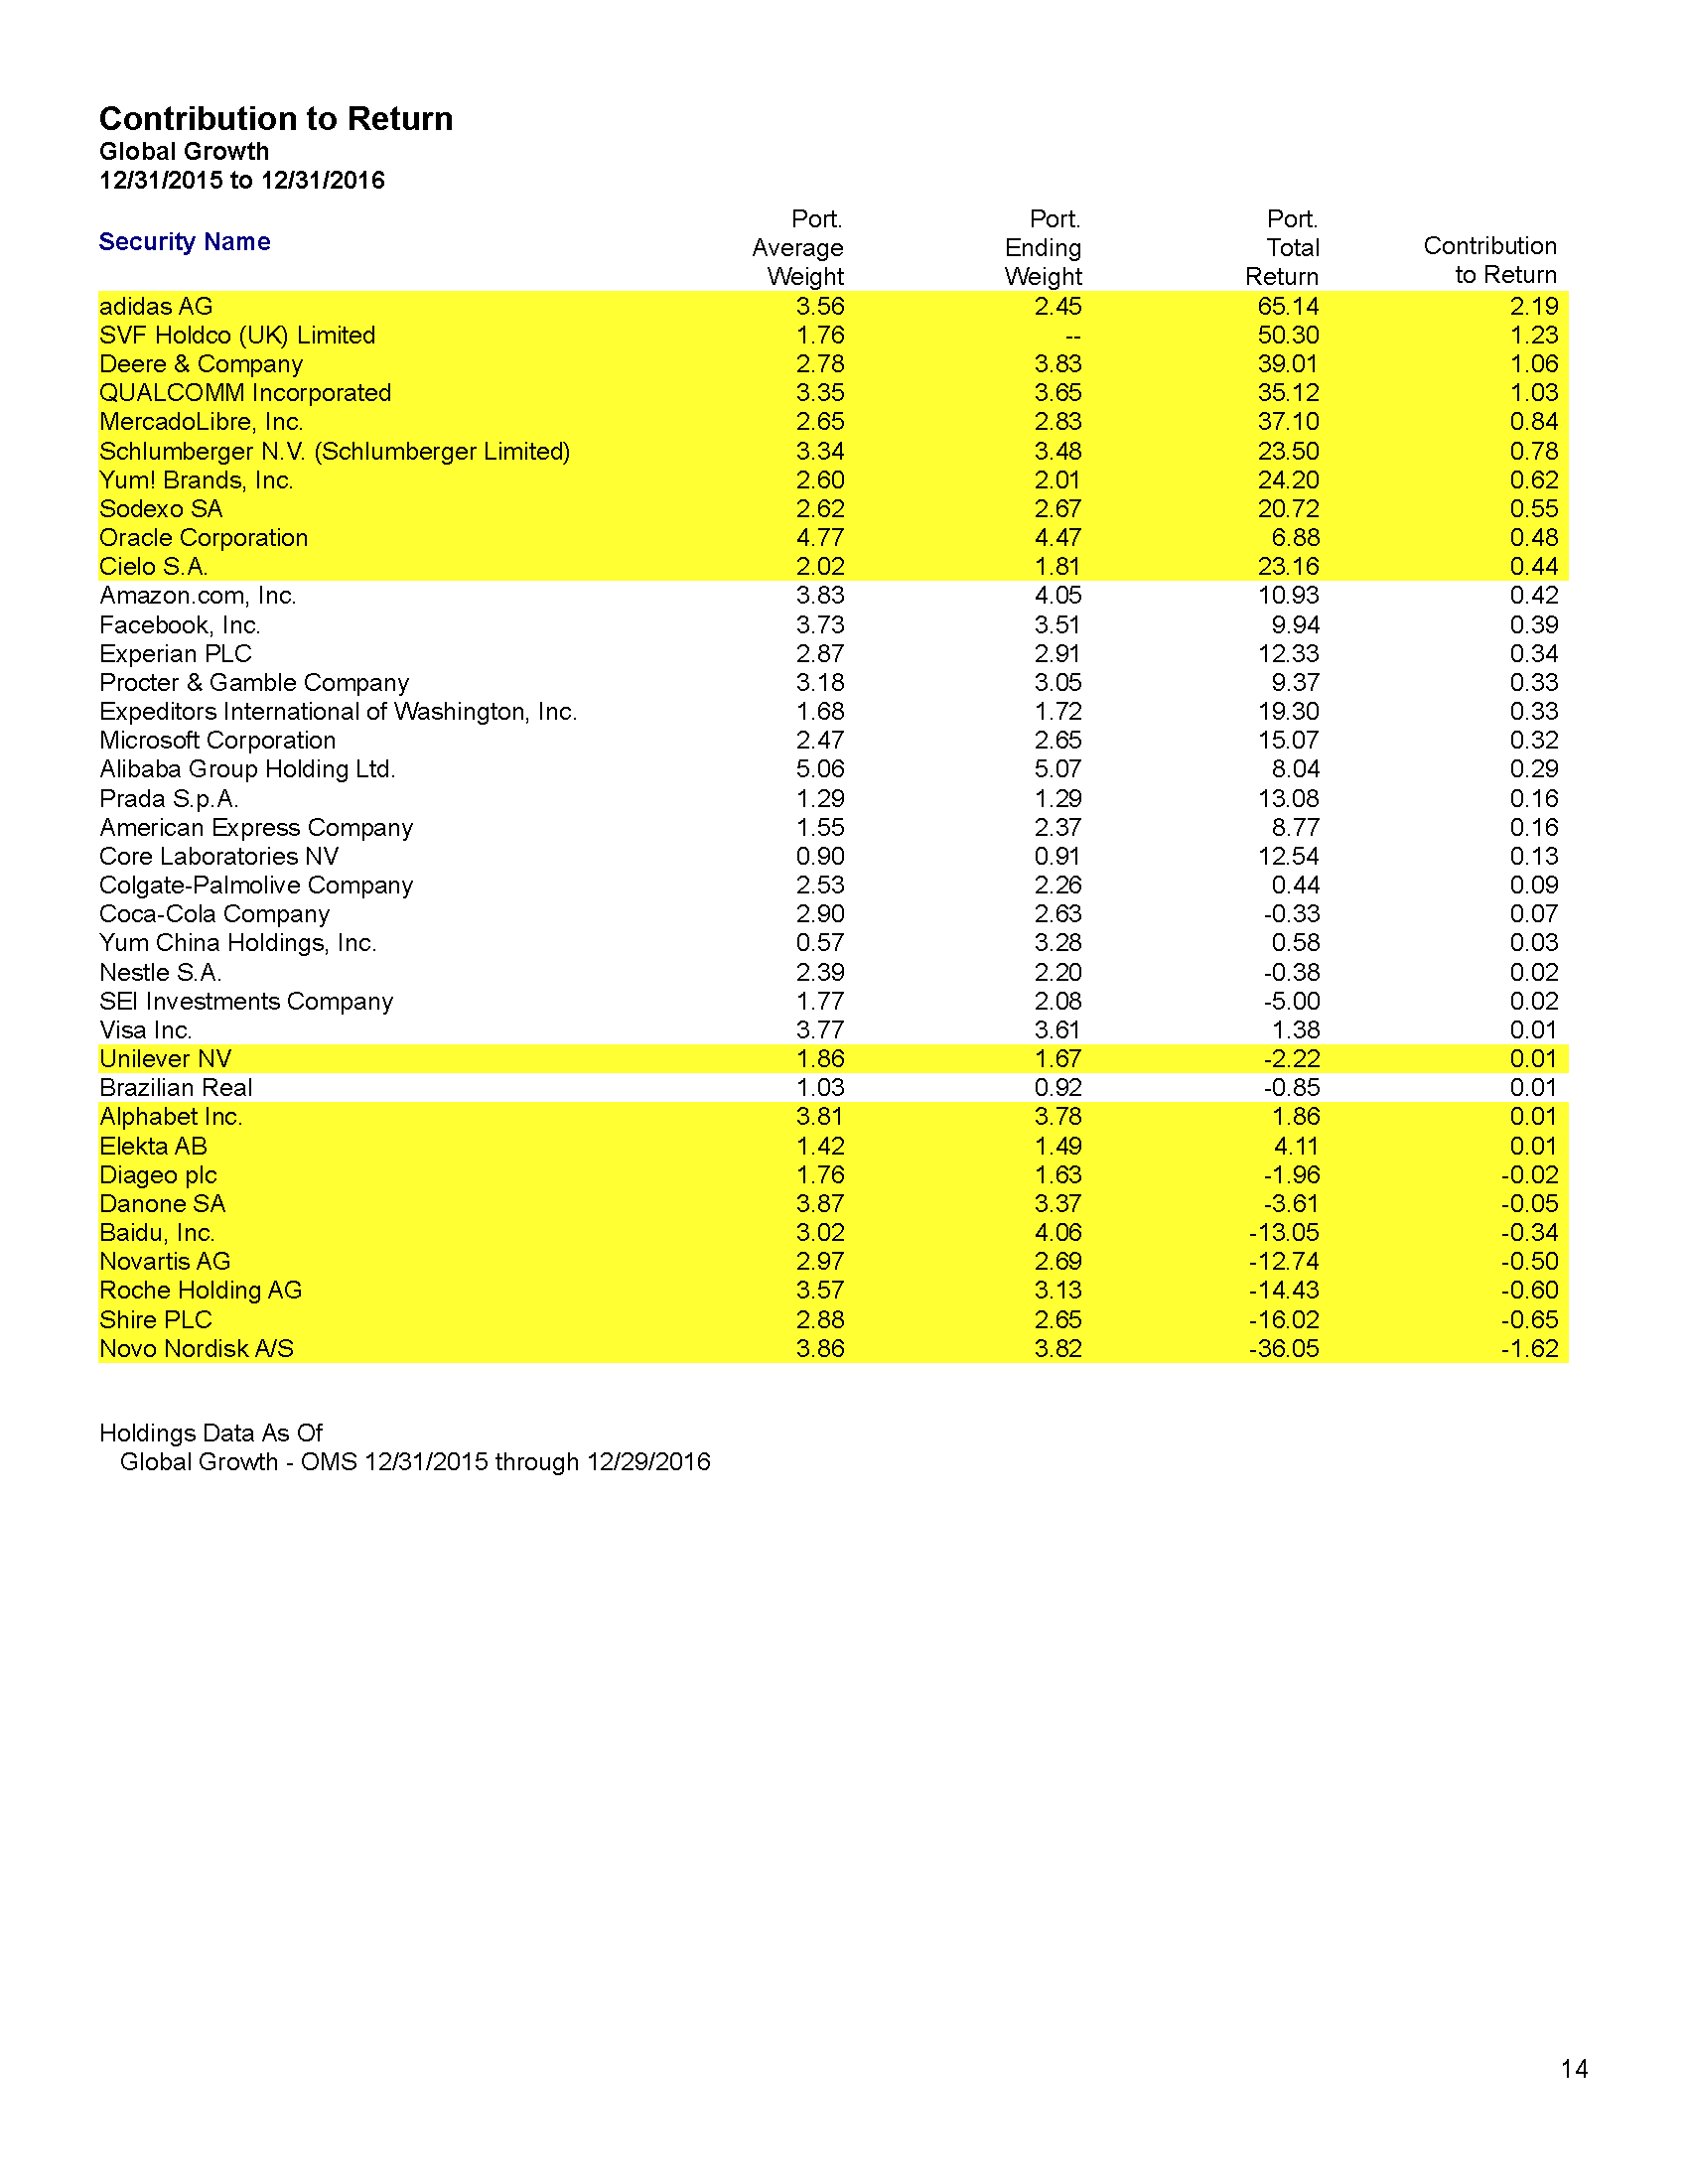 Contribution to Return
Global Growth
12/31/2015 to 12/31/2016
Security Name Port. Average Weight Port. Ending Weight Port. Total Return Contribution to Return
adidas AG 3.56 2.45 65.14 2.19
SVF Holdco (UK) Limited 1.76 -- 50.30 1.23
Deere & Company 2.78 3.83 39.01 1.06
QUALCOMM Incorporated 3.35 3.65 35.12 1.03
MercadoLibre, Inc. 2.65 2.83 37.10 0.84
Schlumberger N.V. (Schlumberger Limited) 3.34 3.48 23.50 0.78
Yum! Brands, Inc. 2.60 2.01 24.20 0.62
Sodexo SA 2.62 2.67 20.72 0.55
Oracle Corporation 4.77 4.47 6.88 0.48
Cielo S.A. 2.02 1.81 23.16 0.44
Amazon.com, Inc. 3.83 4.05 10.93 0.42
Facebook, Inc. 3.73 3.51 9.94 0.39
Experian PLC 2.87 2.91 12.33 0.34
Procter & Gamble Company 3.18 3.05 9.37 0.33
Expeditors International of Washington, Inc. 1.68 1.72 19.30 0.33
Microsoft Corporation 2.47 2.65 15.07 0.32
Alibaba Group Holding Ltd. 5.06 5.07 8.04 0.29
Prada S.p.A. 1.29 1.29 13.08 0.16
American Express Company 1.55 2.37 8.77 0.16
Core Laboratories NV 0.90 0.91 12.54 0.13
Colgate-Palmolive Company 2.53 2.26 0.44 0.09
Coca-Cola Company 2.90 2.63 -0.33 0.07
Yum China Holdings, Inc. 0.57 3.28 0.58 0.03
Nestle S.A. 2.39 2.20 -0.38 0.02
SEI Investments Company 1.77 2.08 -5.00 0.02
Visa Inc. 3.77 3.61 1.38 0.01
Unilever NV 1.86 1.67 -2.22 0.01
Brazilian Real 1.03 0.92 -0.85 0.01
Alphabet Inc. 3.81 3.78 1.86 0.01
Elekta AB 1.42 1.49 4.11 0.01
Diageo plc 1.76 1.63 -1.96 -0.02
Danone SA 3.87 3.37 -3.61 -0.05
Baidu, Inc. 3.02 4.06 -13.05 -0.34
Novartis AG 2.97 2.69 -12.74 -0.50
Roche Holding AG 3.57 3.13 -14.43 -0.60
Shire PLC 2.88 2.65 -16.02 -0.65
Novo Nordisk A/S 3.86 3.82 -36.05 -1.62
Holdings Data As Of
Global Growth - OMS 12/31/2015 through 12/29/2016
14